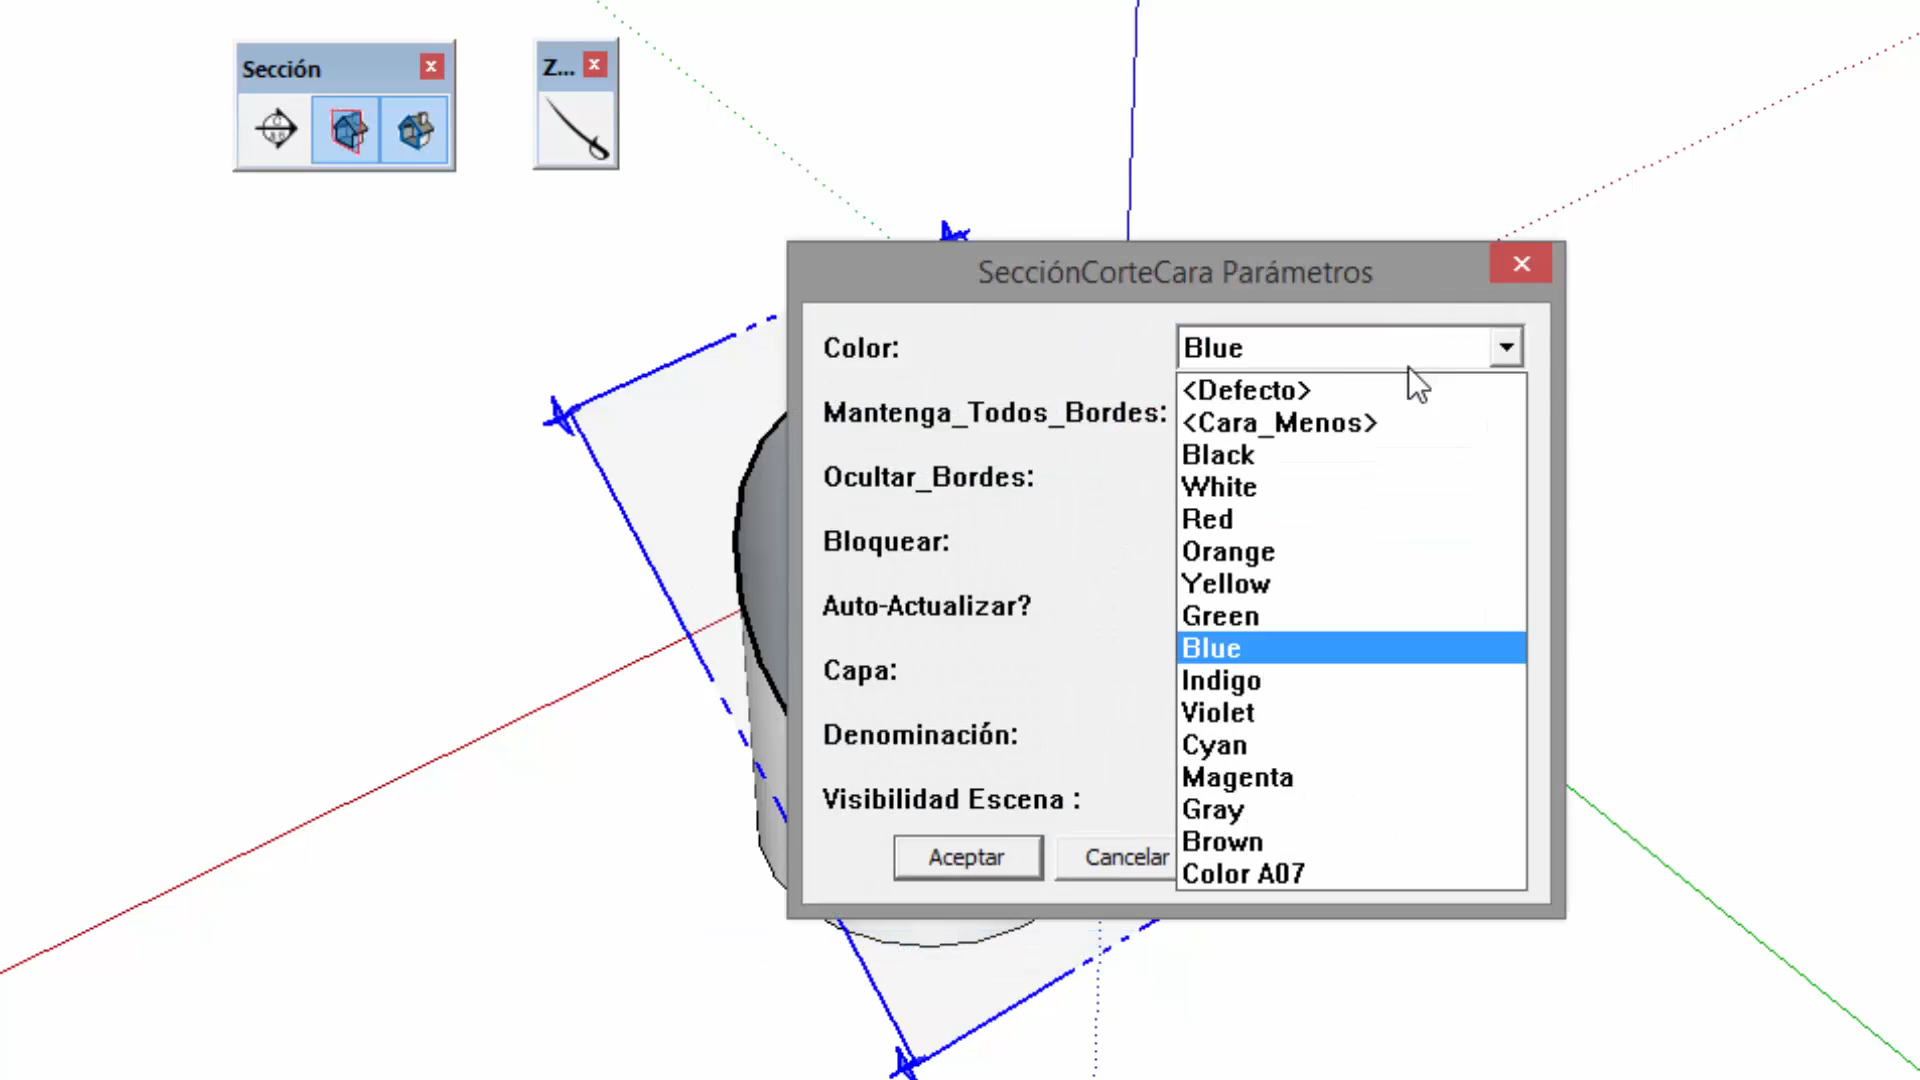 Sección
Z...
SecciónCorteCara Parámetros
Color:
Blue
Mantenga_Todos_Bordes:
Ocultar_Bordes:
Bloquear:
Auto-Actualizar?
Capa:
Denominación:
Visibilidad Escena :
<Defecto>
<Cara_Menos>
Black
White
Red
Orange
Yellow
Green
Blue
Indigo
Violet
Cyan
Magenta
Gray
Brown
Color A07
Aceptar
Cancelar